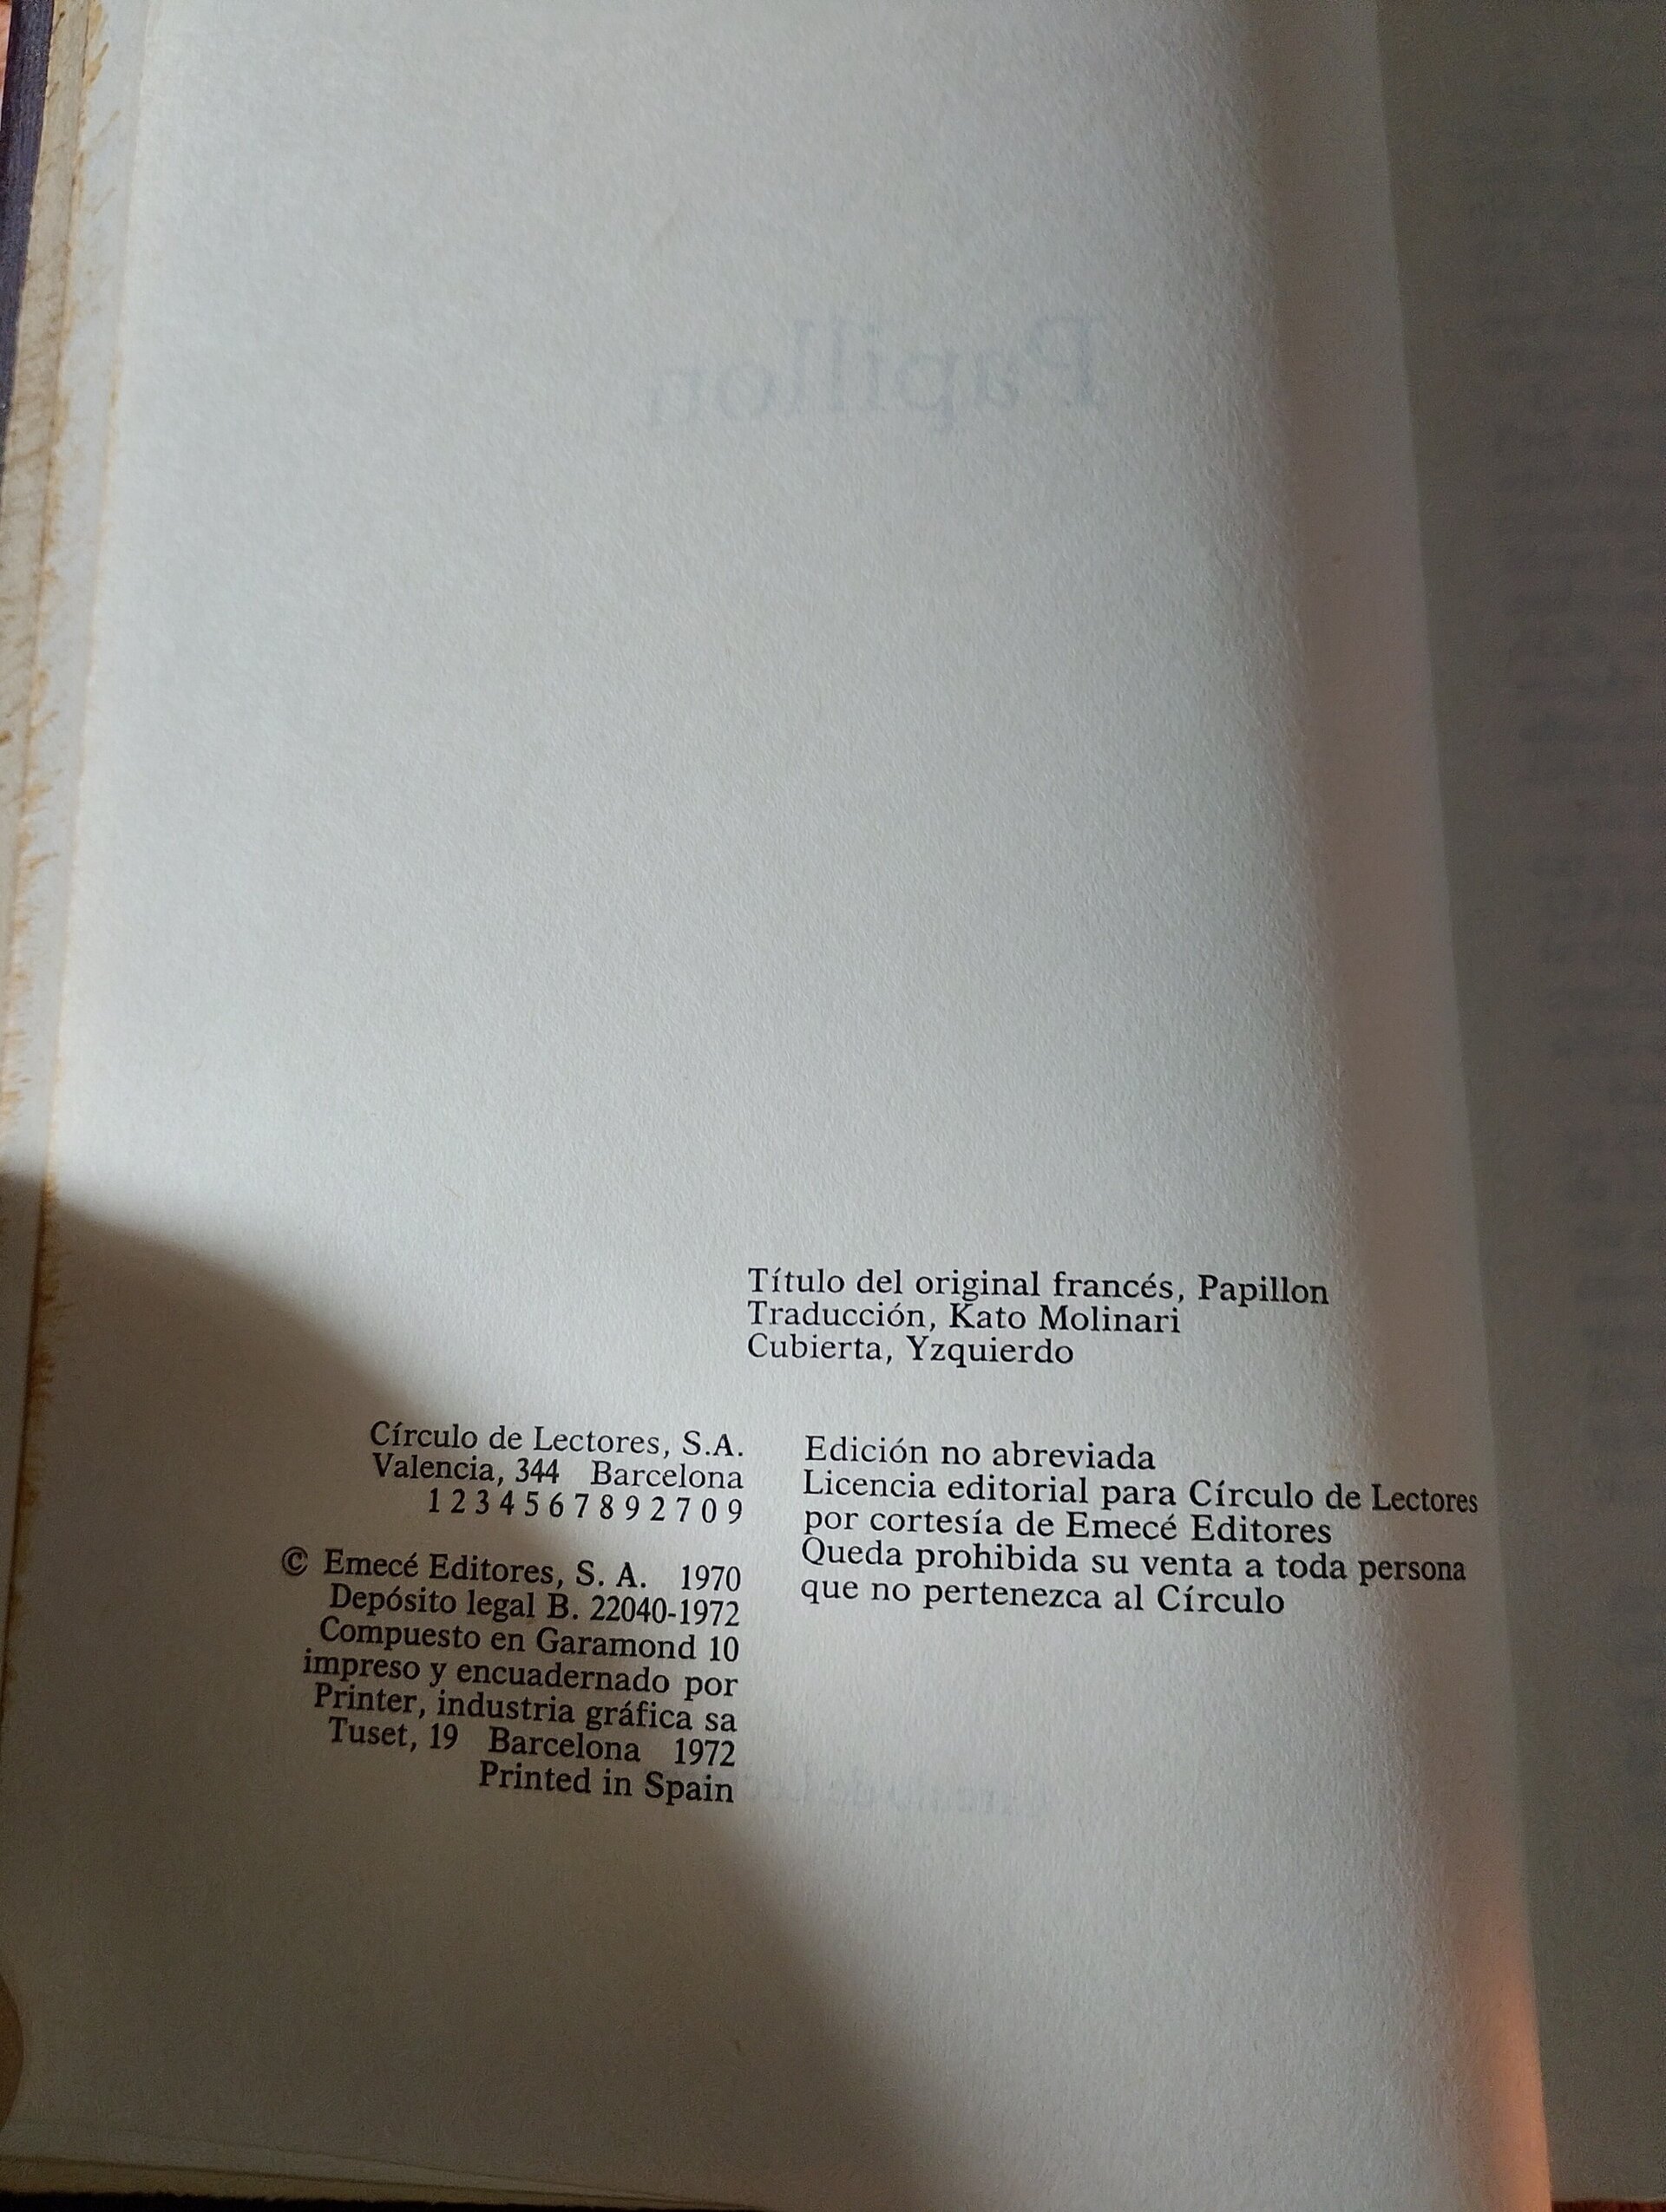 Papillon
Título del original francés, Papillon
Traducción, Kato Molinari
Cubierta, Yzquierdo
Círculo de Lectores, S.A.
Valencia, 344 Barcelona
1 2 3 4 5 6 7 8 9 2 7 0 9
© Emecé Editores, S. A. 1970
Depósito legal B. 22040-1972
Compuesto en Garamond 10
impreso y encuadernado por
Printer, industria gráfica sa
Tuset, 19 Barcelona 1972
Printed in Spain
Edición no abreviada
Licencia editorial para Círculo de Lectores
por cortesía de Emecé Editores
Queda prohibida su venta a toda persona
que no pertenezca al Círculo